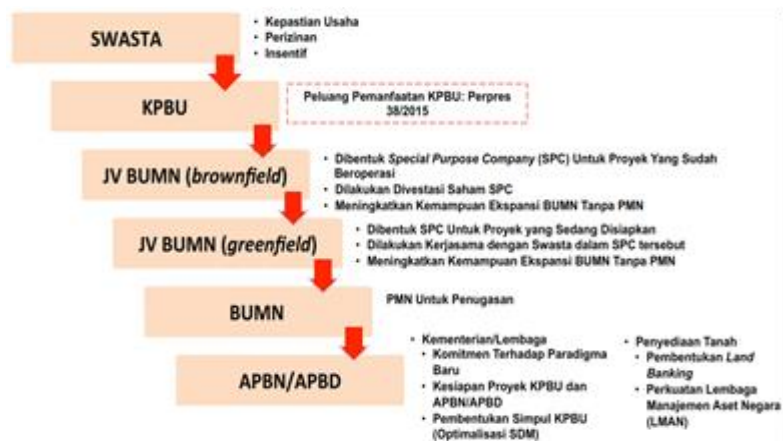 SWASTA
• Kepastian Usaha
• Perizinan
• Insentif
KPBU
Peluang Pemanfaatan KPBU: Perpres
38/2015
JV BUMN (brownfield)
• Dibentuk Special Purpose Company (SPC) Untuk Proyek Yang Sudah
Beroperasi
• Dilakukan Divestasi Saham SPC
• Meningkatkan Kemampuan Ekspansi BUMN Tanpa PMN
JV BUMN (greenfield)
• Dibentuk SPC Untuk Proyek yang Sedang Disiapkan
• Dilakukan Kerjasama dengan Swasta dalam SPC tersebut
• Meningkatkan Kemampuan Ekspansi BUMN Tanpa PMN
BUMN
PMN Untuk Penugasan
APBN/APBD
• Kementerian/Lembaga
• Komitmen Terhadap Paradigma
Baru
• Kesiapan Proyek KPBU dan
APBN/APBD
• Pembentukan Simpul KPBU
(Optimalisasi SDM)
• Penyediaan Tanah
• Pembentukan Land
Banking
• Perkuatan Lembaga
Manajemen Aset Negara
(LMAN)